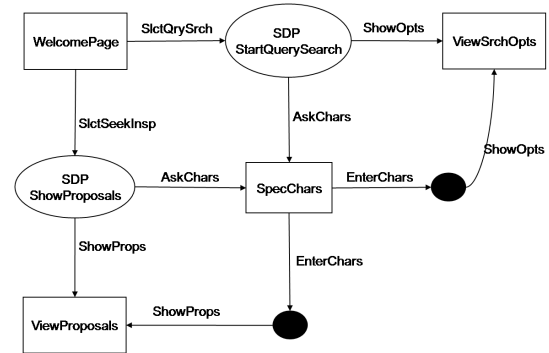 WelcomePage
SlctQrySrch
SDP
StartQuerySearch
ShowOpts
ViewSrchOpts
SlctSeekInsp
AskChars
ShowOpts
SDP
ShowProposals
AskChars
SpecChars
EnterChars
ShowProps
EnterChars
ViewProposals
ShowProps